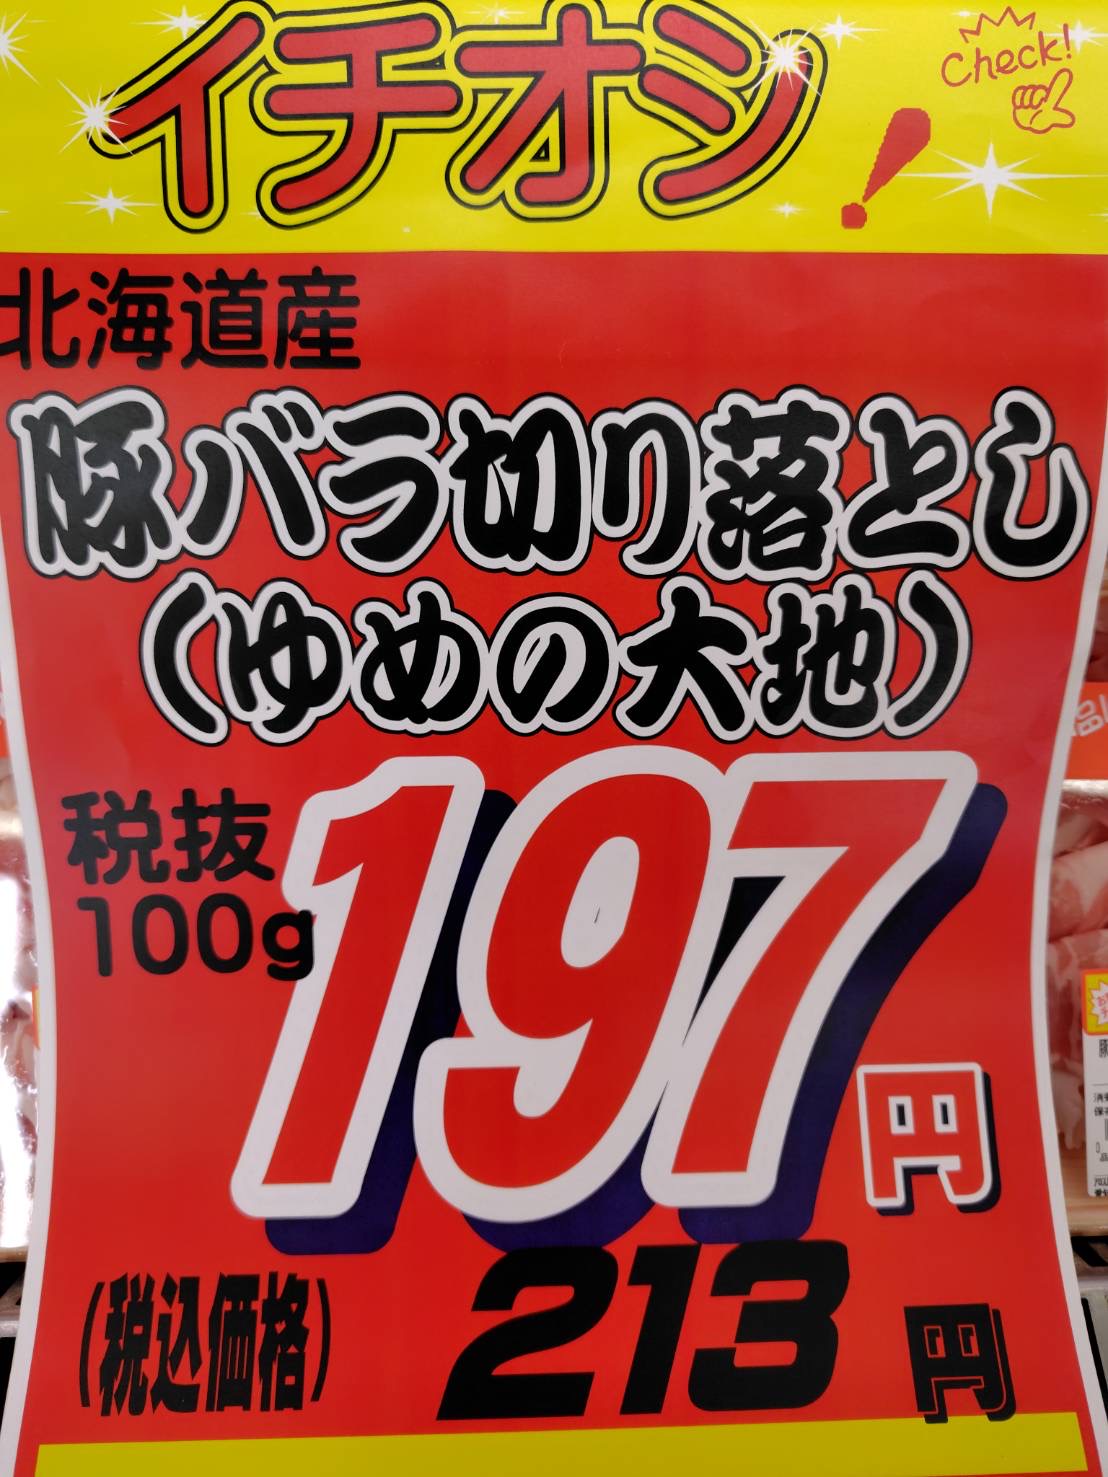 イチオシ!
Check!
北海道産
豚バラ切り落とし
(ゆめの大地)
税抜
100g
197円
(税込価格) 213円